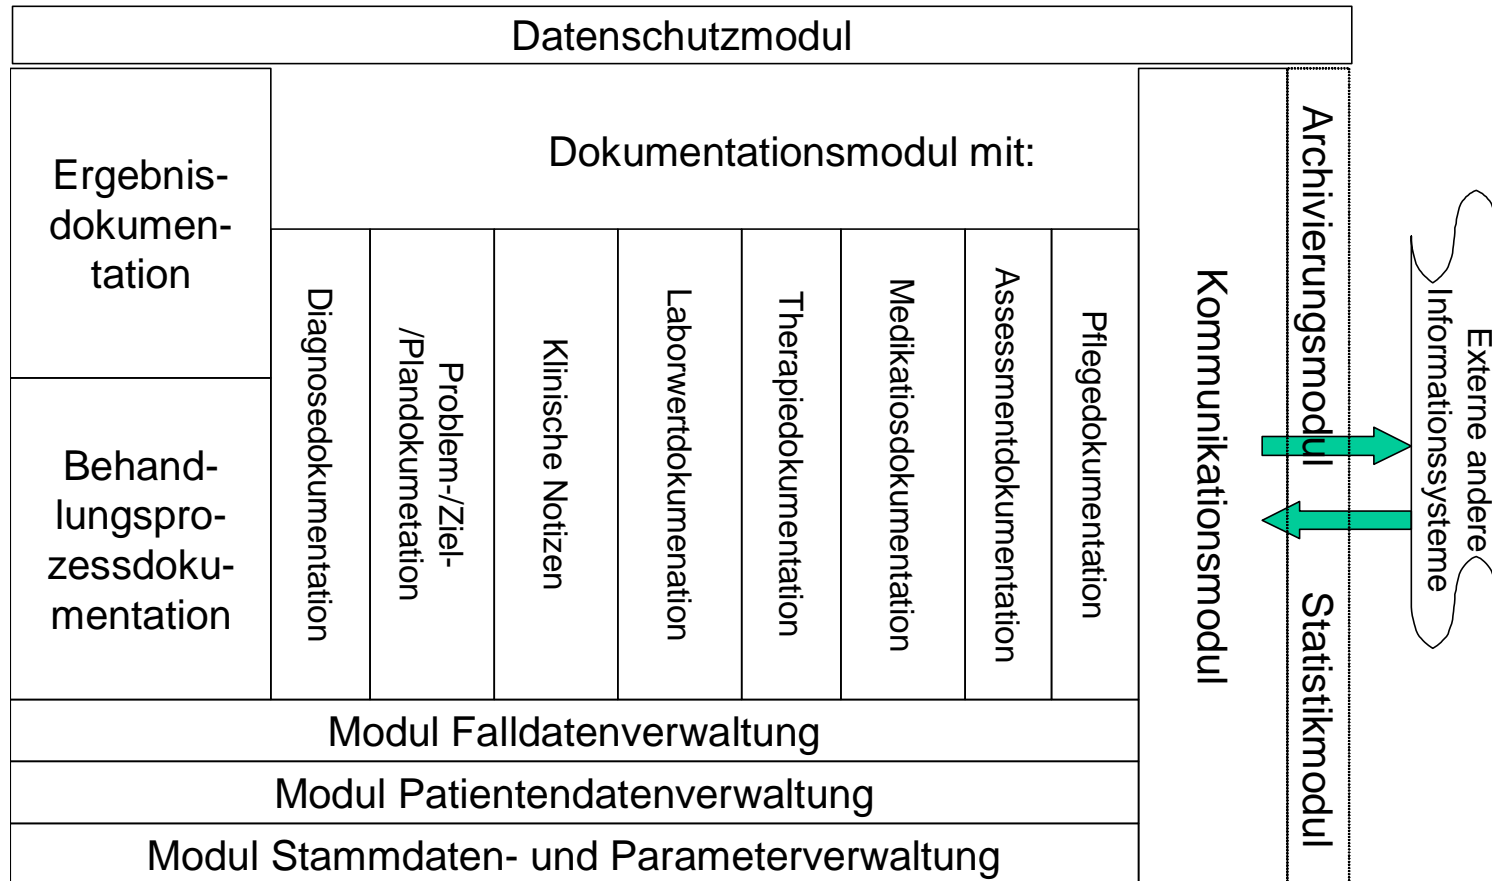 Datenschutzmodul
Ergebnis-
dokumen-
tation
Behand-
lungspro-
zessdoku-
mentation
Dokumentationsmodul mit:
Diagnosedokumentation
Problem-/Ziel-
/Plandokumetation
Klinische Notizen
Laborwertdokumenation
Therapiedokumentation
Medikatiosdokumentation
Assessmentdokumentation
Pflegedokumentation
Kommunikationsmodul
Archivierungsmodul
Statistikmodul
Externe andere
Informationssysteme
Modul Falldatenverwaltung
Modul Patientendatenverwaltung
Modul Stammdaten- und Parameterverwaltung